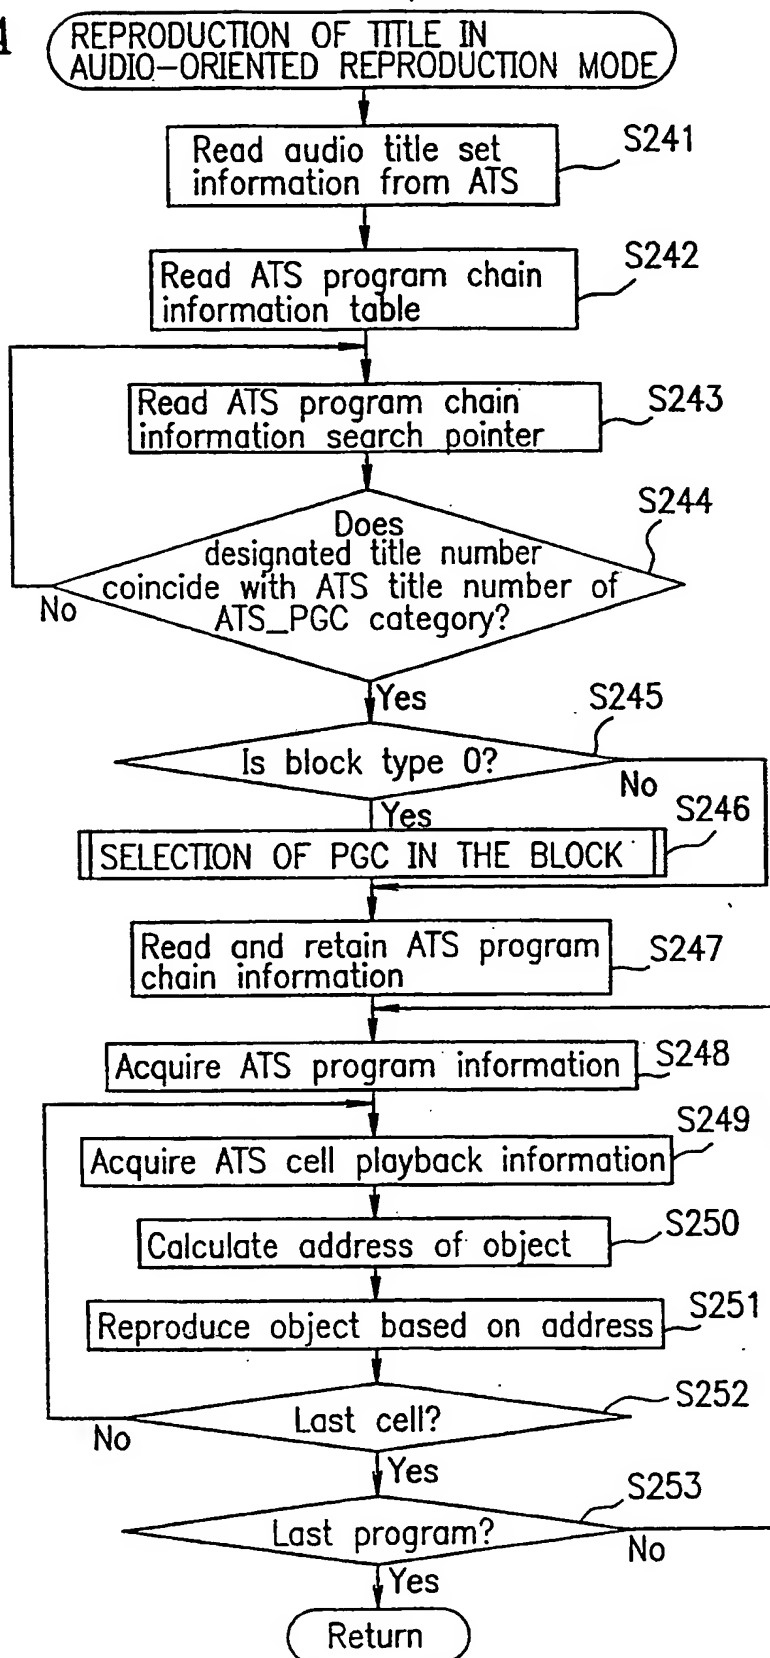 1
REPRODUCTION OF TITLE IN
AUDIO-ORIENTED REPRODUCTION MODE
S241
Read audio title set
information from ATS
S242
Read ATS program chain
information table
S243
Read ATS program chain
information search pointer
S244
Does
designated title number
coincide with ATS title number of
ATS_PGC category?
No
Yes
S245
Is block type 0?
No
Yes
S246
SELECTION OF PGC IN THE BLOCK
Read and retain ATS program
chain information
S247
Acquire ATS program information
S248
S249
Acquire ATS cell playback information
S250
Calculate address of object
S251
Reproduce object based on address
S252
Last cell?
No
Yes
S253
Last program?
No
Yes
Return